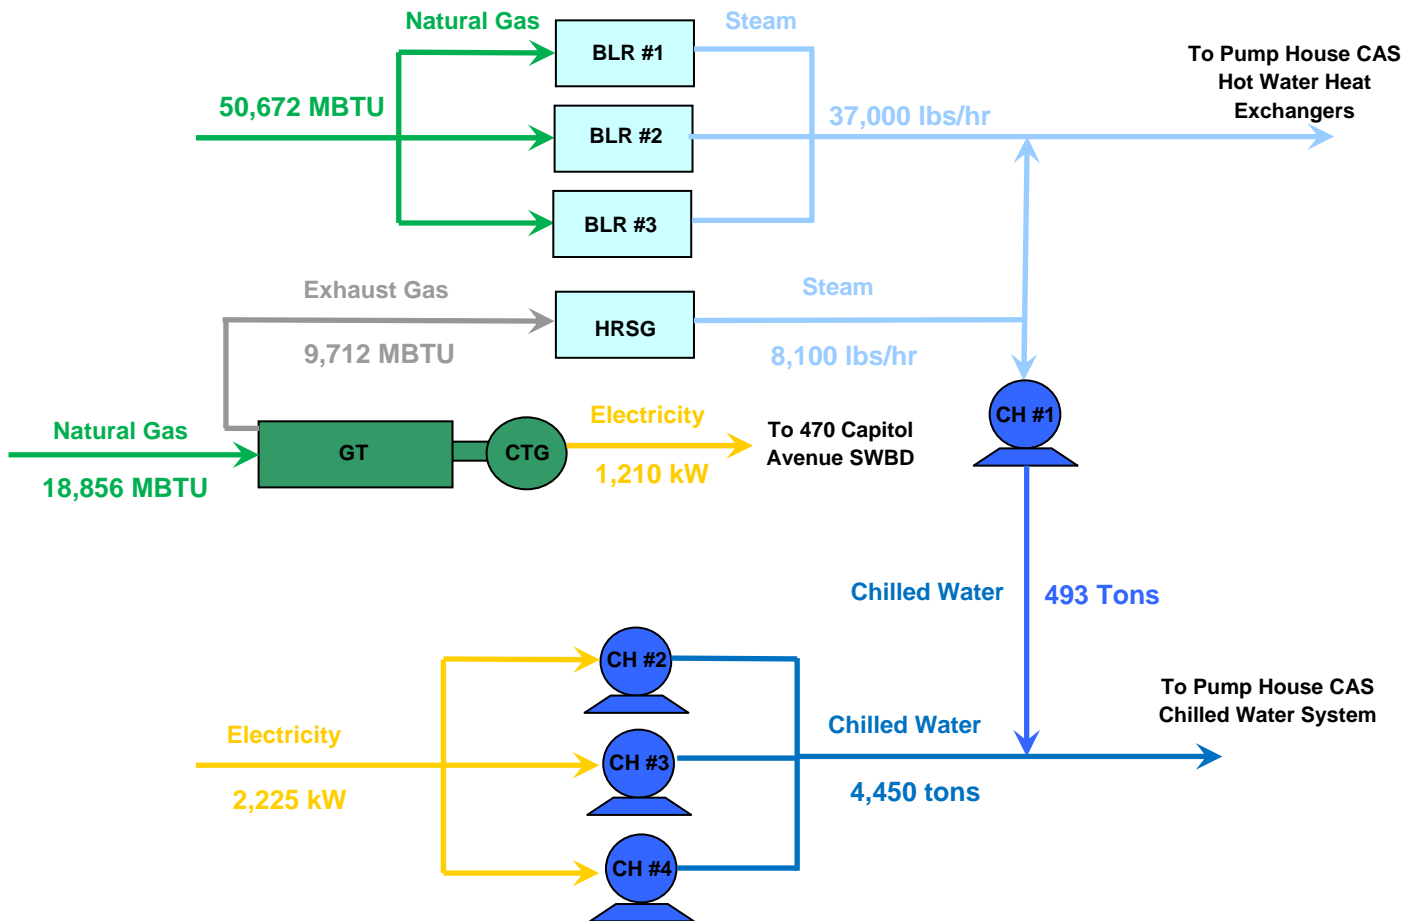 Natural Gas
Steam
BLR #1
To Pump House CAS
Hot Water Heat
Exchangers
50,672 MBTU
BLR #2
37,000 lbs/hr
BLR #3
Exhaust Gas
Steam
HRSG
9,712 MBTU
8,100 lbs/hr
Natural Gas
GT
CTG
Electricity
To 470 Capitol
Avenue SWBD
CH #1
18,856 MBTU
1,210 kW
Chilled Water
493 Tons
CH #2
To Pump House CAS
Chilled Water System
Electricity
Chilled Water
CH #3
2,225 kW
4,450 tons
CH #4